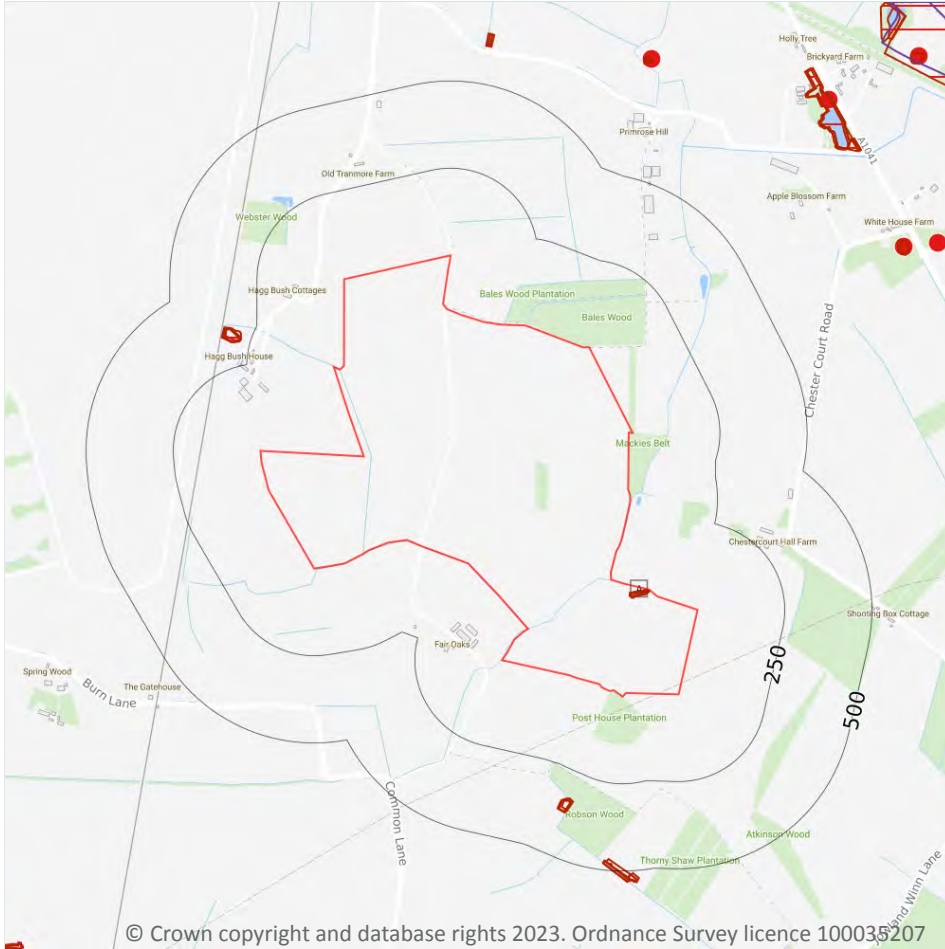 Holly Tree
Brickyard Farm
Primrose Hill
A1041
Old Tranmore Farm
Apple Blossom Farm
Webster Wood
White House Farm
Hagg Bush Cottages
Bales Wood Plantation
Bales Wood
Chester Court Road
Hagg Bush House
Mackies Belt
Chestercourt Hall Farm
Shooting Box Cottage
Fair Oaks
250
Spring Wood
The Gatehouse
Burn Lane
500
Post House Plantation
Common Lane
Robson Wood
Atkinson Wood
Thorny Shaw Plantation
Winn Lane
© Crown copyright and database rights 2023. Ordnance Survey licence 100035207